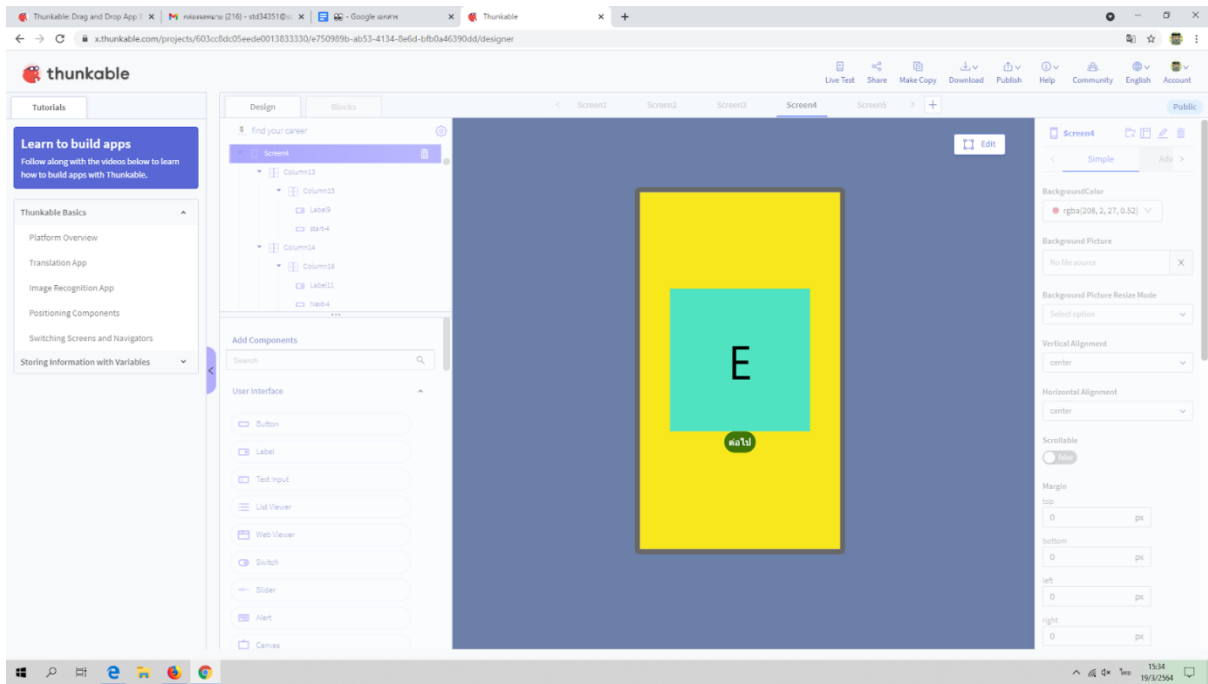 Thunkable: Drag and Drop App
(216) - std34351@s
- Google เอกสาร
Thunkable
x.thunkable.com/projects/603cc8dc05eede0013833330/e750989b-ab53-4134-8e6d-bfb0a46390dd/designer
thunkable
Live Test
Share
Make Copy
Download
Publish
Help
Community
English
Account
Tutorials
Design
Blocks
Screen1
Screen2
Screen3
Screen4
Screen5
Public
Learn to build apps
Follow along with the videos below to learn
how to build apps with Thunkable.
Thunkable Basics
Platform Overview
Translation App
Image Recognition App
Positioning Components
Switching Screens and Navigators
Storing Information with Variables
find your career
Screen4
Column13
Column15
Label9
start-4
Column14
Column16
Label11
Next-4
Add Components
Search
User Interface
Button
Label
Text Input
List Viewer
Web Viewer
Switch
Slider
Alert
Canvas
Edit
E
ต่อไป
Screen4
Simple
Adv
BackgroundColor
rgba(208, 2, 27, 0.52)
Background Picture
No file source
X
Background Picture Resize Mode
Select option
Vertical Alignment
center
Horizontal Alignment
center
Scrollable
false
Margin
top
0 px
bottom
0 px
left
0 px
right
0 px
ไทย
15:34
19/3/2564